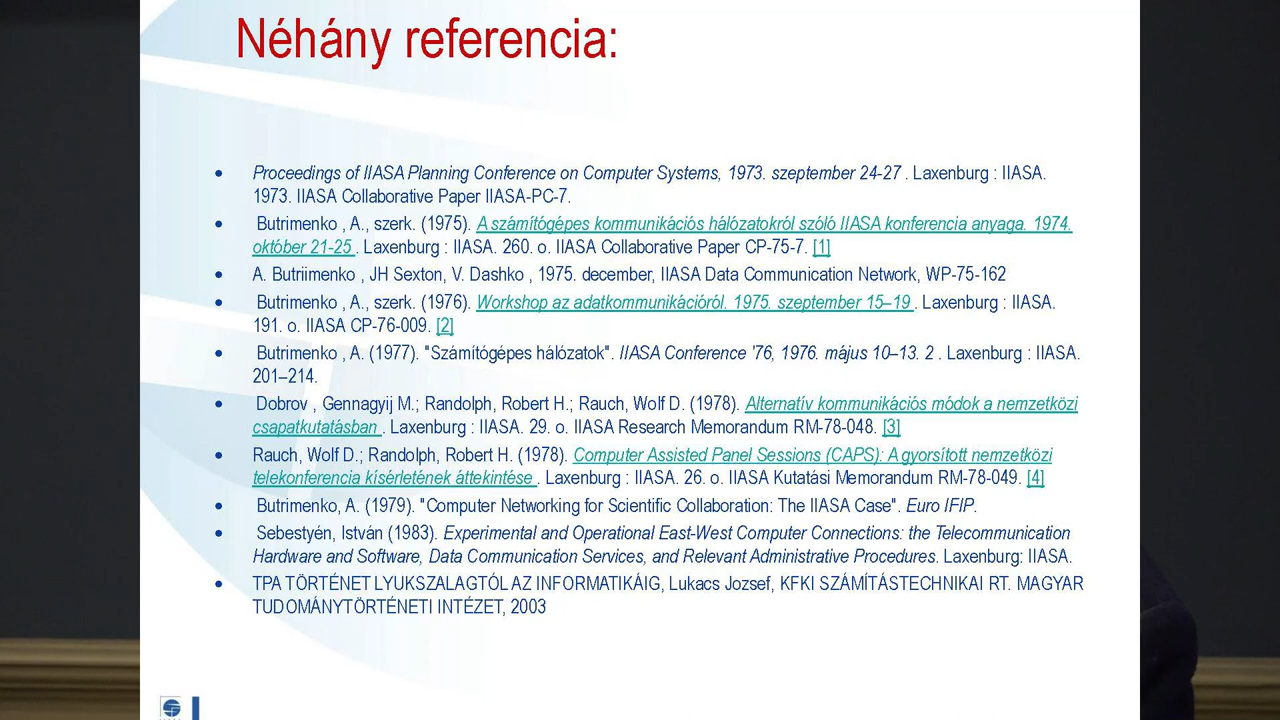 Néhány referencia:
• Proceedings of IIASA Planning Conference on Computer Systems, 1973. szeptember 24-27 . Laxenburg : IIASA.
1973. IIASA Collaborative Paper IIASA-PC-7.
• Butrimenko , A., szerk. (1975). A számítógépes kommunikációs hálózatokról szóló IIASA konferencia anyaga. 1974.
október 21-25 . Laxenburg : IIASA. 260. o. IIASA Collaborative Paper CP-75-7. [1]
• A. Butriimenko , JH Sexton, V. Dashko , 1975. december, IIASA Data Communication Network, WP-75-162
• Butrimenko , A., szerk. (1976). Workshop az adatkommunikációról. 1975. szeptember 15–19 . Laxenburg : IIASA.
191. o. IIASA CP-76-009. [2]
• Butrimenko , A. (1977). "Számítógépes hálózatok". IIASA Conference '76, 1976. május 10–13. 2 . Laxenburg : IIASA.
201–214.
• Dobrov , Gennagyij M.; Randolph, Robert H.; Rauch, Wolf D. (1978). Alternatív kommunikációs módok a nemzetközi
csapatkutatásban . Laxenburg : IIASA. 29. o. IIASA Research Memorandum RM-78-048. [3]
• Rauch, Wolf D.; Randolph, Robert H. (1978). Computer Assisted Panel Sessions (CAPS): A gyorsított nemzetközi
telekonferencia kísérletének áttekintése . Laxenburg : IIASA. 26. o. IIASA Kutatási Memorandum RM-78-049. [4]
• Butrimenko, A. (1979). "Computer Networking for Scientific Collaboration: The IIASA Case". Euro IFIP.
• Sebestyén, István (1983). Experimental and Operational East-West Computer Connections: the Telecommunication
Hardware and Software, Data Communication Services, and Relevant Administrative Procedures. Laxenburg: IIASA.
• TPA TÖRTÉNET LYUKSZALAGTÓL AZ INFORMATIKÁIG, Lukacs Jozsef, KFKI SZÁMÍTÁSTECHNIKAI RT. MAGYAR
TUDOMÁNYTÖRTÉNETI INTÉZET, 2003